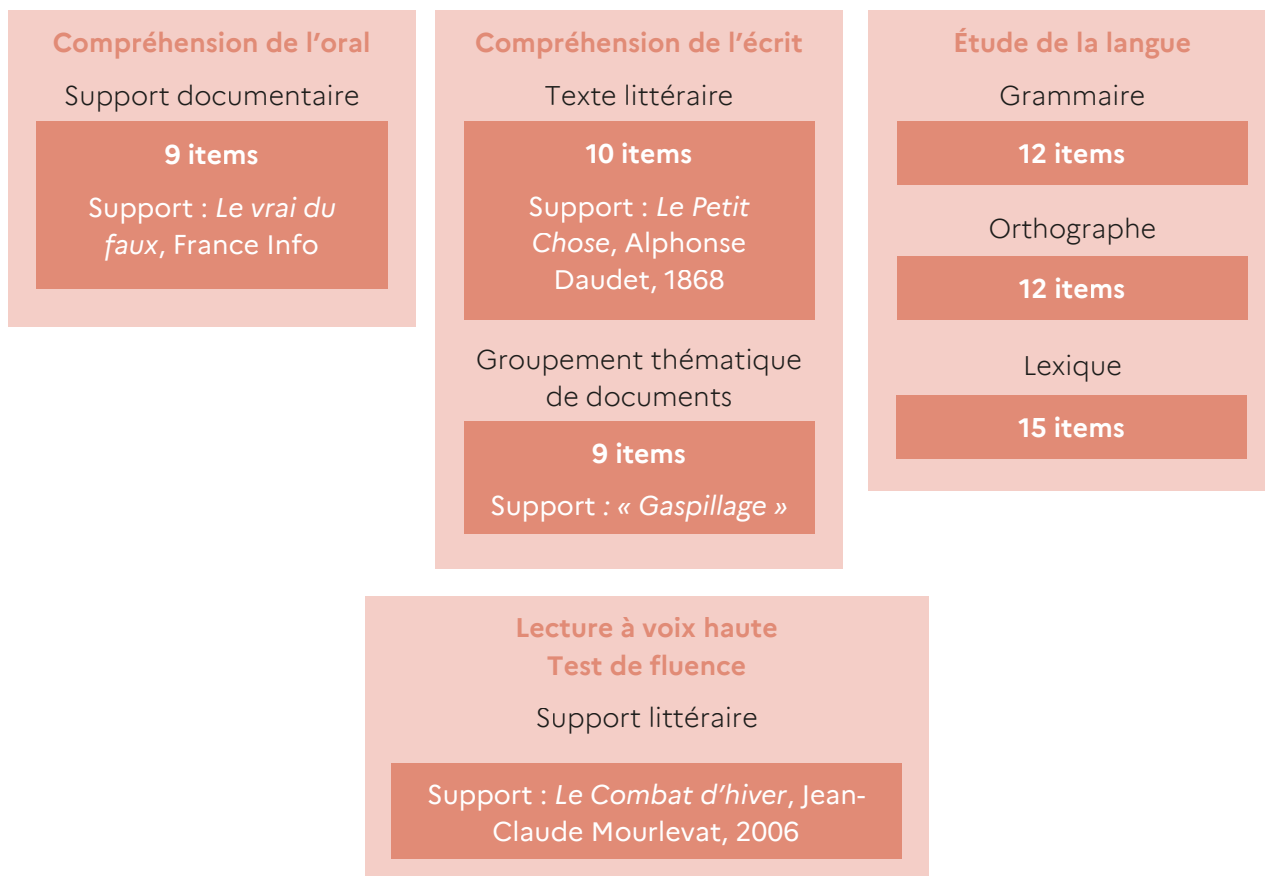 Compréhension de l’oral
Support documentaire
9 items
Support : Le vrai du
faux, France Info
Compréhension de l’écrit
Texte littéraire
10 items
Support : Le Petit
Chose, Alphonse
Daudet, 1868
Groupement thématique
de documents
9 items
Support : « Gaspillage »
Étude de la langue
Grammaire
12 items
Orthographe
12 items
Lexique
15 items
Lecture à voix haute
Test de fluence
Support littéraire
Support : Le Combat d’hiver, Jean-
Claude Mourlevat, 2006